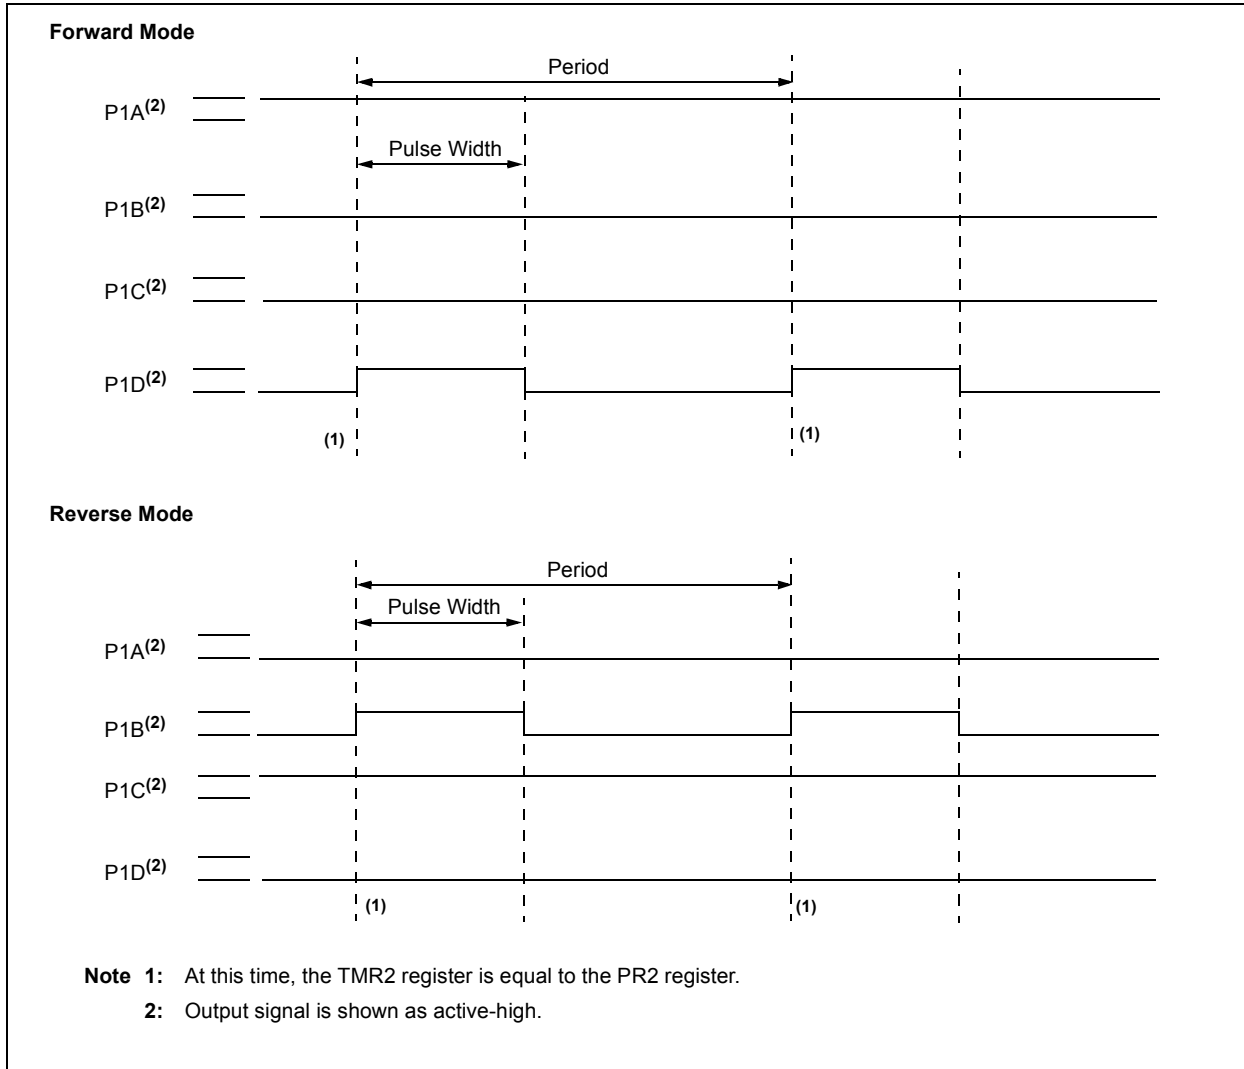 Forward Mode
Period
P1A(2)
Pulse Width
P1B(2)
P1C(2)
P1D(2)
(1)
(1)
Reverse Mode
Period
Pulse Width
P1A(2)
P1B(2)
P1C(2)
P1D(2)
(1)
(1)
Note 1: At this time, the TMR2 register is equal to the PR2 register.
2: Output signal is shown as active-high.